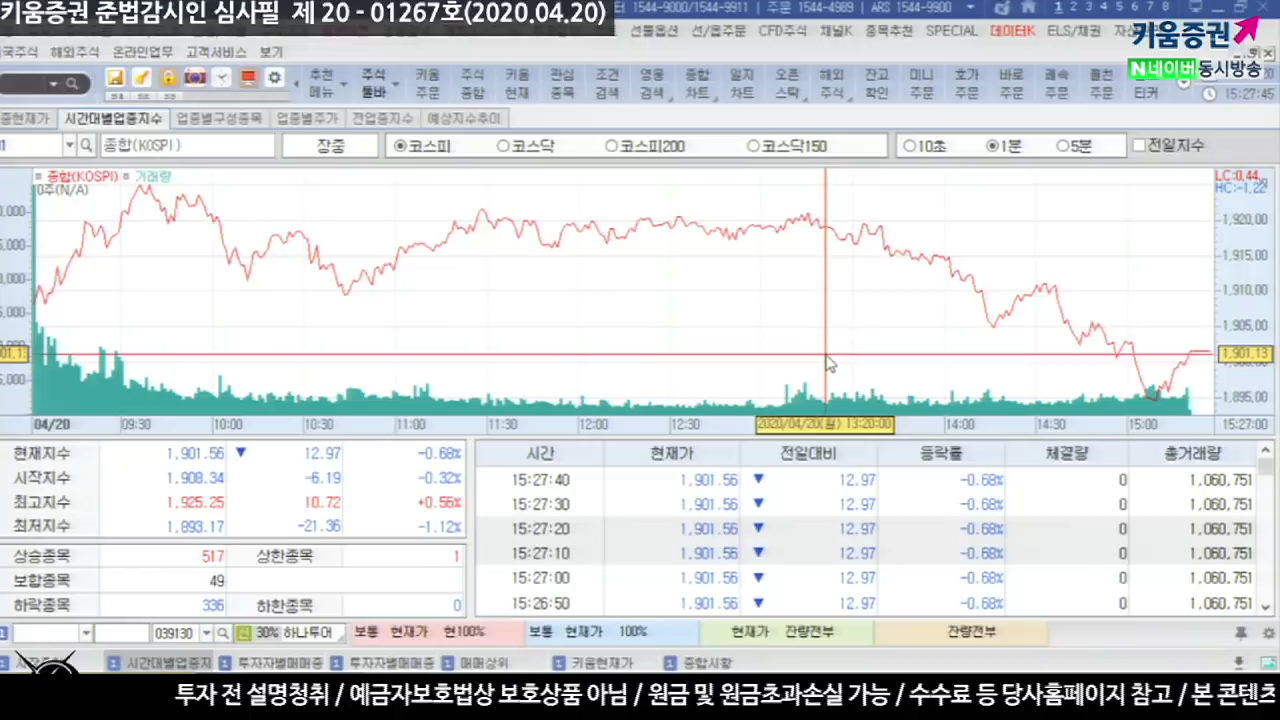 키움증권 준법감시인 심사필 제 20 - 01267호(2020.04.20)
1544-9000/1544-9911 | 주문 1544-4989 | ARS 1544-9900
1 2 3 4 5 6 7 8
선물옵션 선/옵주문 CFD주식 채널K 종목추천 SPECIAL 데이터K ELS/채권
키움증권
해외주식 온라인업무 고객서비스 보기
N네이버 동시방송
추천 메뉴 주식 툴바 키움 주문 주식 종합 키움 현재 관심 종목 조건 검색 영웅 검색 종합 차트 일지 차트 오픈 스탁 해외 주식 잔고 확인 미니 주문 호가 주문 바로 주문 쾌속 주문 클천 주문 티커
15:27:45
업종현재가 시간대별업종지수 업종별구성종목 업종별주가 전업종지수 예상지수추이
종합(KOSPI) 장중 코스피 코스닥 코스피200 코스닥150 10초 1분 5분 전일지수
종합(KOSPI) 거래량
0주(N/A)
LC:0.44
HC:-1.22
1,920.00
1,915.00
1,910.00
1,905.00
1,901.13
1,895.00
04/20 09:30 10:00 10:30 11:00 11:30 12:00 12:30 2020/04/20(월) 13:20:00 14:00 14:30 15:00 15:27:00
현재지수 1,901.56 ▼ 12.97 -0.68%
시작지수 1,908.34 -6.19 -0.32%
최고지수 1,925.25 10.72 +0.56%
최저지수 1,893.17 -21.36 -1.12%
상승종목 517 상한종목 1
보합종목 49
하락종목 336 하한종목 0
시간 현재가 전일대비 등락률 체결량 총거래량
15:27:40 1,901.56 ▼ 12.97 -0.68% 0 1,060,751
15:27:30 1,901.56 ▼ 12.97 -0.68% 0 1,060,751
15:27:20 1,901.56 ▼ 12.97 -0.68% 0 1,060,751
15:27:10 1,901.56 ▼ 12.97 -0.68% 0 1,060,751
15:27:00 1,901.56 ▼ 12.97 -0.68% 0 1,060,751
15:26:50 1,901.56 ▼ 12.97 -0.68% 0 1,060,751
039130 30% 하나투어 보통 현재가 현100% 보통 현재가 100% 현재가 잔량전부 잔량전부
시간대별업종지 투자자별매매종 투자자별매매종 매매상위 키움현재가 종합시황
투자 전 설명청취 / 예금자보호법상 보호상품 아님 / 원금 및 원금초과손실 가능 / 수수료 등 당사홈페이지 참고 / 본 콘텐츠